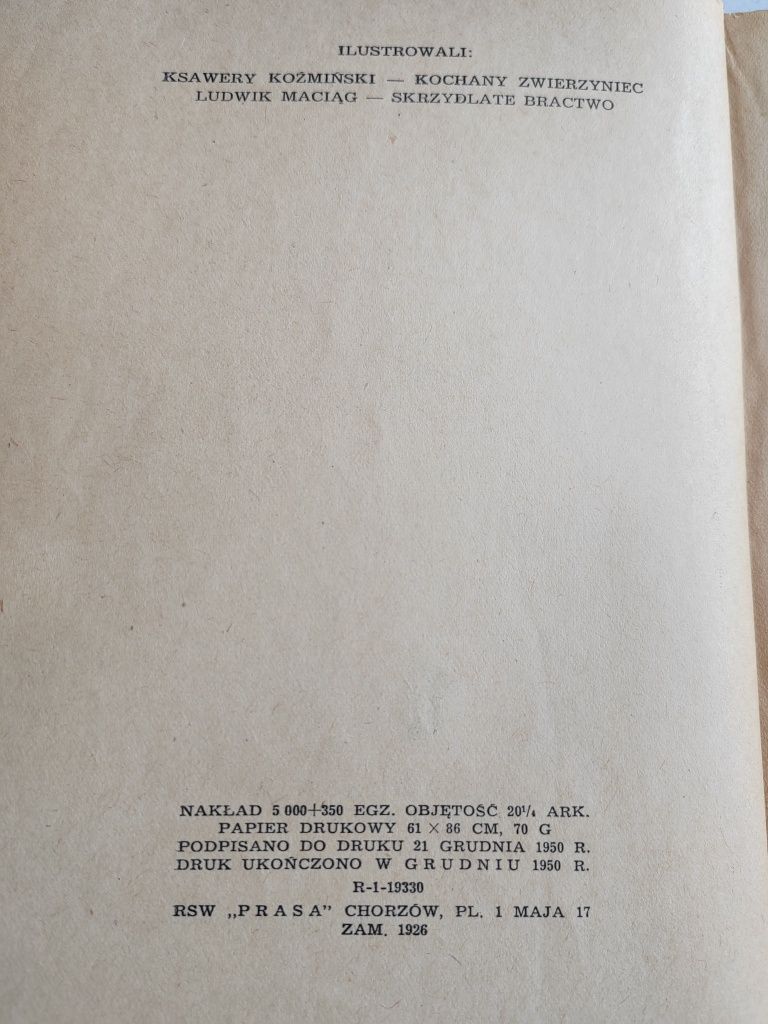 ILUSTROWALI:
KSAWERY KOŹMIŃSKI — KOCHANY ZWIERZYNIEC
LUDWIK MACIĄG — SKRZYDLATE BRACTWO
NAKŁAD 5 000+350 EGZ. OBJĘTOŚĆ 20¹/₄ ARK.
PAPIER DRUKOWY 61 × 86 CM, 70 G
PODPISANO DO DRUKU 21 GRUDNIA 1950 R.
DRUK UKOŃCZONO W GRUDNIU 1950 R.
R-1-19330
RSW „PRASA” CHORZÓW, PL. 1 MAJA 17
ZAM. 1926